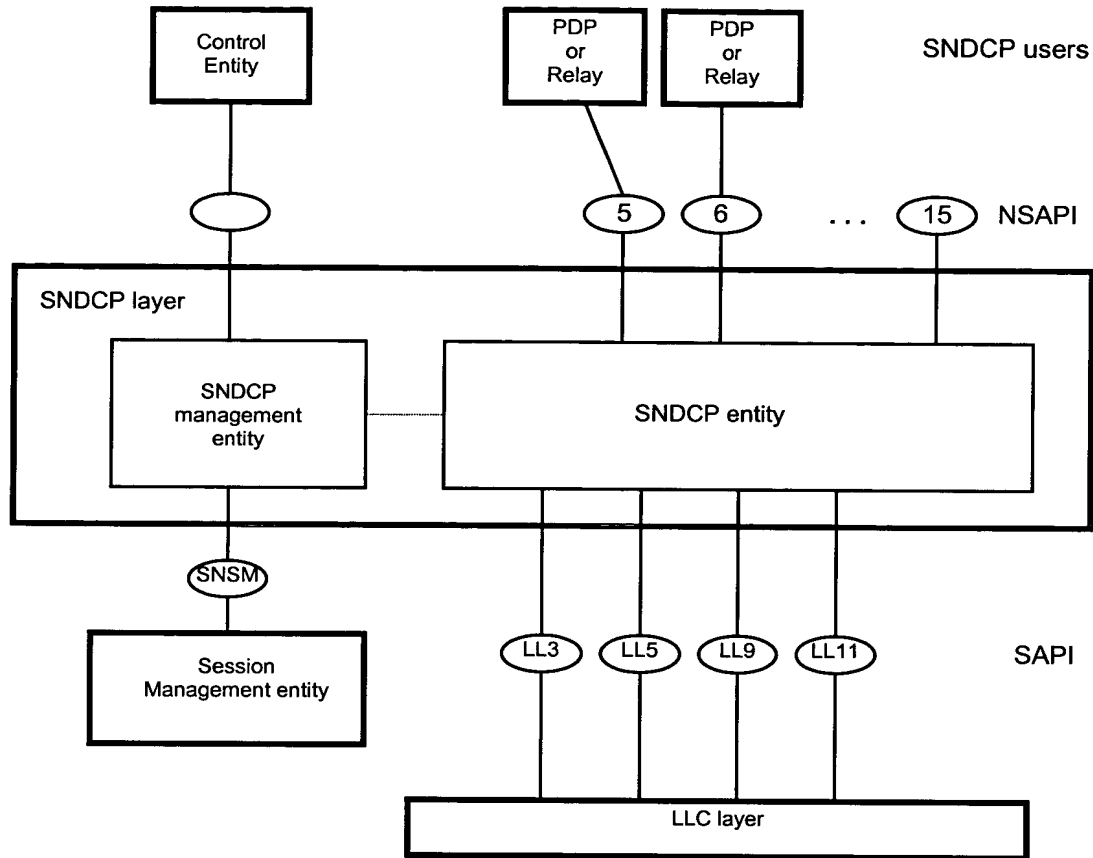 Control
Entity
PDP
or
Relay
PDP
or
Relay
SNDCP users
5
6
. . .
15
NSAPI
SNDCP layer
SNDCP
management
entity
SNDCP entity
SNSM
LL3
LL5
LL9
LL11
SAPI
Session
Management entity
LLC layer